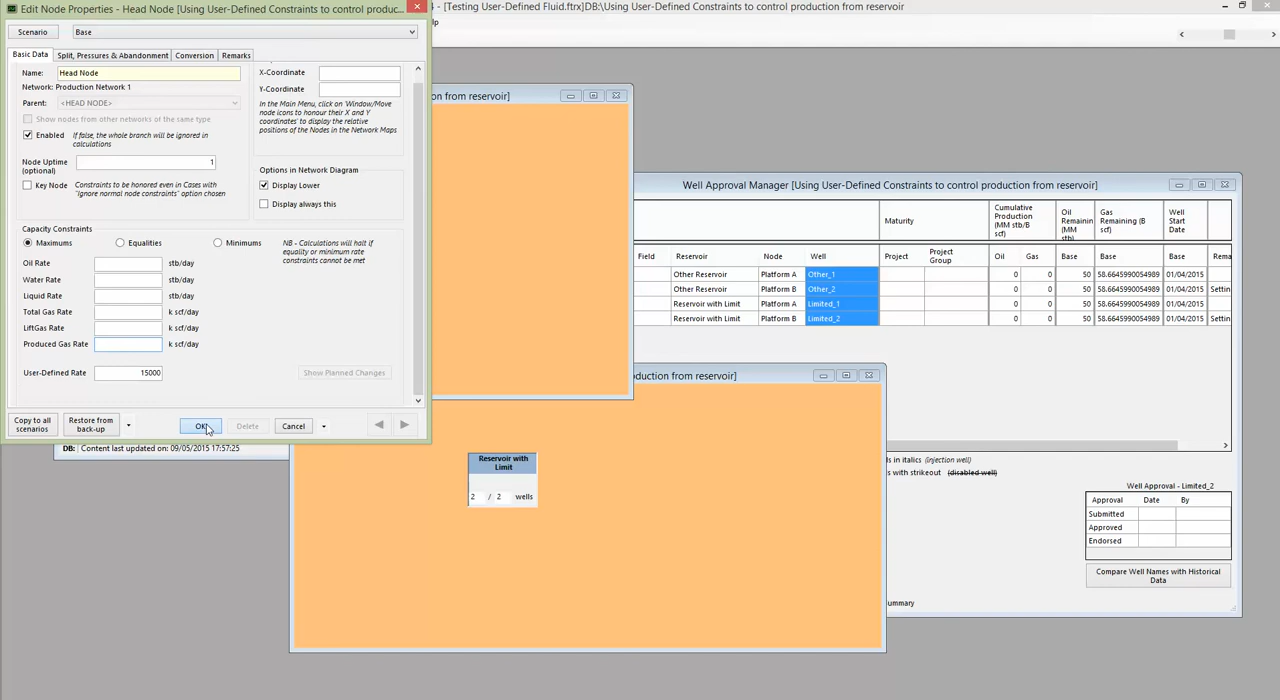 Edit Node Properties - Head Node [Using User-Defined Constraints to control produc...
- [Testing User-Defined Fluid.ftrx]DB:\Using User-Defined Constraints to control production from reservoir
Scenario
Base
Basic Data
Split, Pressures & Abandonment
Conversion
Remarks
Name:
Head Node
Network: Production Network 1
Parent:
<HEAD NODE>
Show nodes from other networks of the same type
Enabled
If false, the whole branch will be ignored in
calculations
Node Uptime
(optional)
1
Key Node
Constraints to be honored even in Cases with
"Ignore normal node constraints" option chosen
X-Coordinate
Y-Coordinate
In the Main Menu, click on 'Window/Move
node icons to honour their X and Y
coordinates' to display the relative
positions of the Nodes in the Network Maps
Options in Network Diagram
Display Lower
Display always this
Capacity Constraints
Maximums
Equalities
Minimums
NB - Calculations will halt if
equality or minimum rate
constraints cannot be met
Oil Rate
stb/day
Water Rate
stb/day
Liquid Rate
stb/day
Total Gas Rate
k scf/day
LiftGas Rate
k scf/day
Produced Gas Rate
k scf/day
User-Defined Rate
15000
Show Planned Changes
Copy to all
scenarios
Restore from
back-up
OK
Delete
Cancel
DB: Content last updated on: 09/05/2015 17:57:25
on from reservoir]
oduction from reservoir]
Reservoir with
Limit
2 / 2 wells
Well Approval Manager [Using User-Defined Constraints to control production from reservoir]
Maturity
Cumulative
Production
(MM stb/B
scf)
Oil
Remainin
(MM
stb)
Gas
Remaining (B
scf)
Well
Start
Date
Field Reservoir Node Well Project Project
Group Oil Gas Base Base Base Rema
Other Reservoir Platform A Other_1 0 0 50 58.6645990054989 01/04/2015
Other Reservoir Platform B Other_2 0 0 50 58.6645990054989 01/04/2015 Settin
Reservoir with Limit Platform A Limited_1 0 0 50 58.6645990054989 01/04/2015
Reservoir with Limit Platform B Limited_2 0 0 50 58.6645990054989 01/04/2015 Settin
ls in italics (injection well)
s with strikeout (disabled well)
Well Approval - Limited_2
Approval Date By
Submitted
Approved
Endorsed
Compare Well Names with Historical
Data
ummary